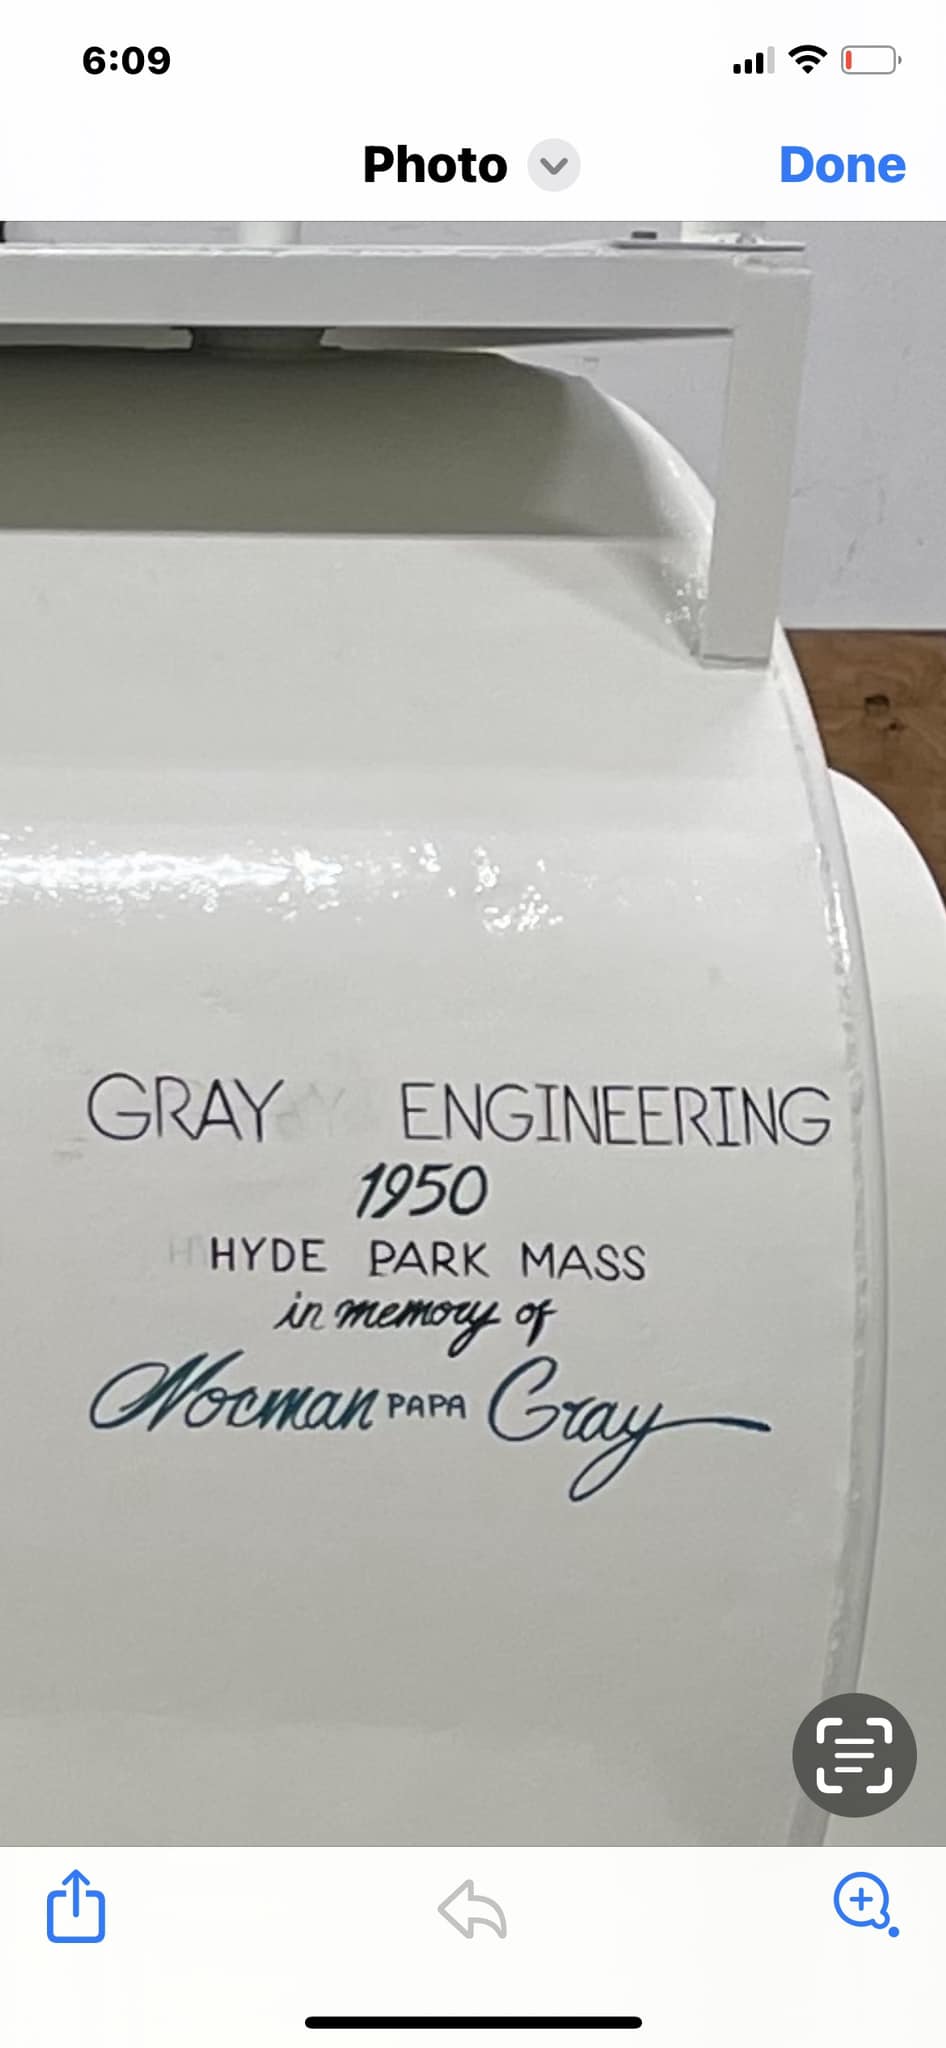 6:09
Photo
Done
GRAY ENGINEERING
1950
HYDE PARK MASS
in memory of
Norman PAPA Gray